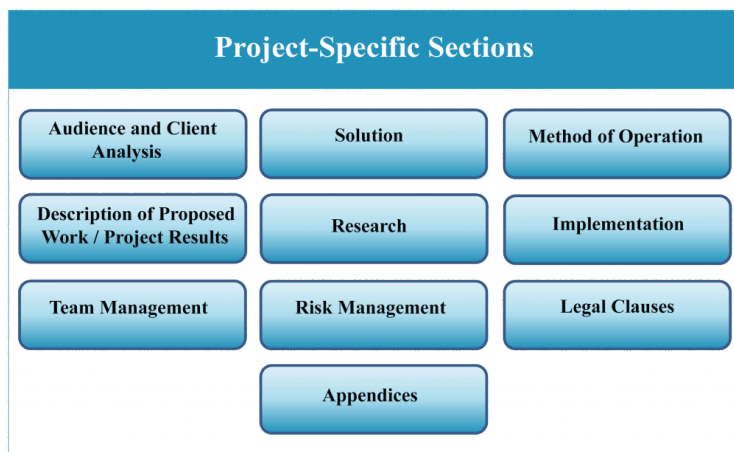 Project-Specific Sections
Audience and Client
Analysis
Solution
Method of Operation
Description of Proposed
Work / Project Results
Research
Implementation
Team Management
Risk Management
Legal Clauses
Appendices